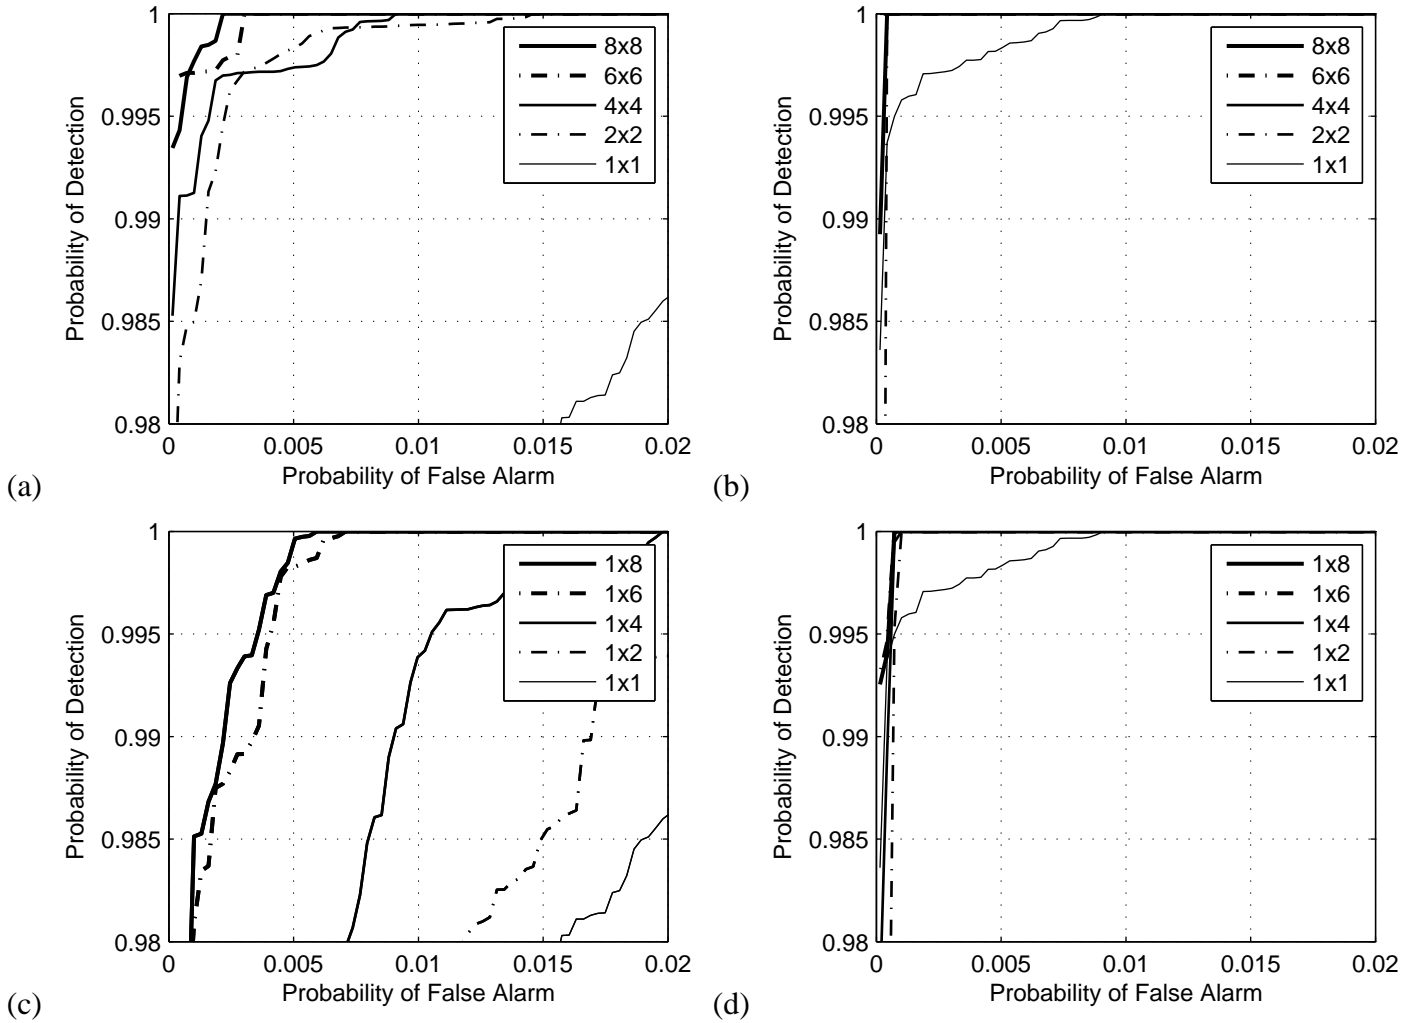 1
0.995
0.99
0.985
0.98
0
0.005
0.01
0.015
0.02
Probability of Detection
Probability of False Alarm
8x8
6x6
4x4
2x2
1x1
(a)
1
0.995
0.99
0.985
0.98
0
0.005
0.01
0.015
0.02
Probability of Detection
Probability of False Alarm
8x8
6x6
4x4
2x2
1x1
(b)
1
0.995
0.99
0.985
0.98
0
0.005
0.01
0.015
0.02
Probability of Detection
Probability of False Alarm
1x8
1x6
1x4
1x2
1x1
(c)
1
0.995
0.99
0.985
0.98
0
0.005
0.01
0.015
0.02
Probability of Detection
Probability of False Alarm
1x8
1x6
1x4
1x2
1x1
(d)